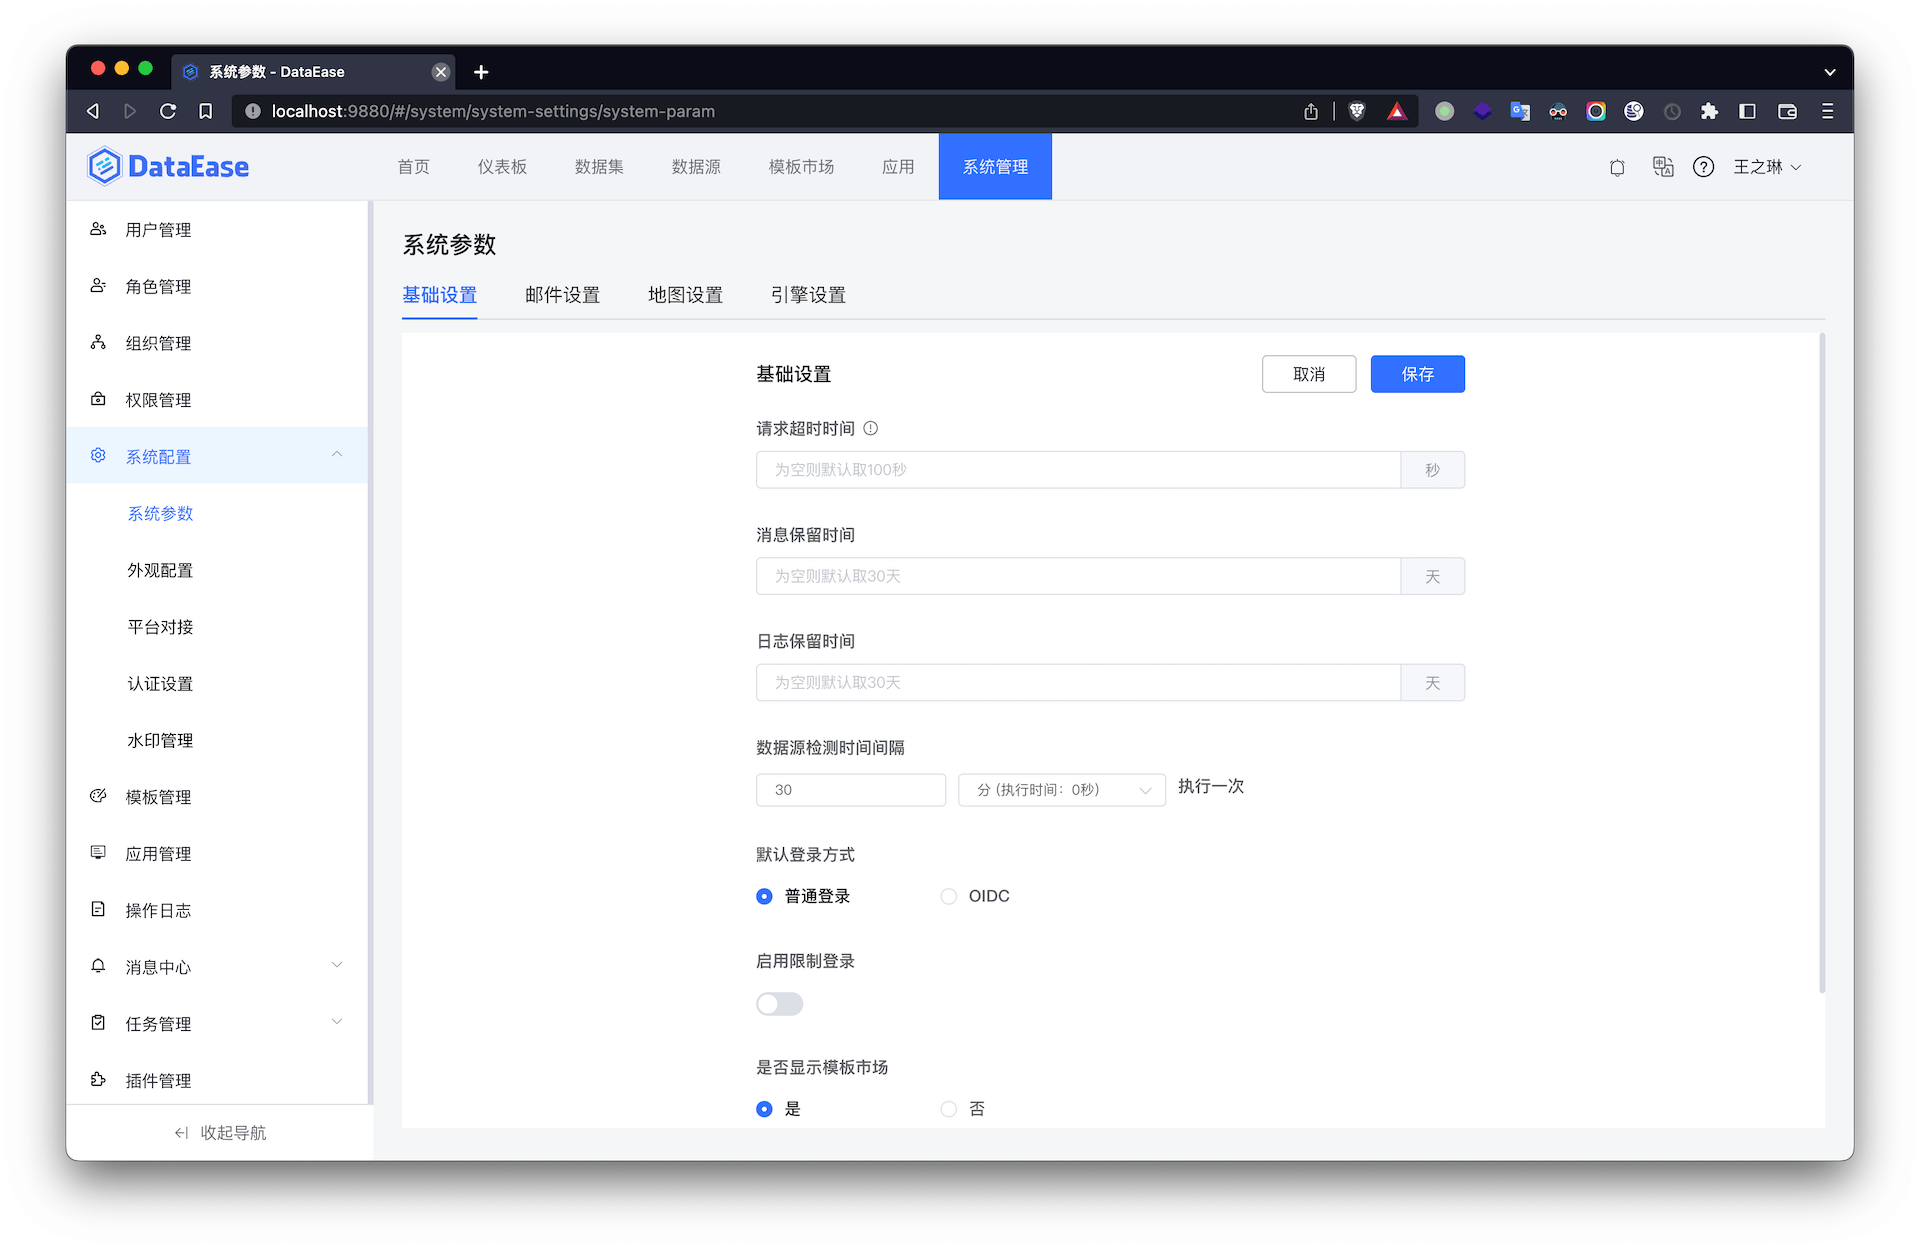 系统参数 - DataEase
localhost:9880/#/system/system-settings/system-param
DataEase
首页 仪表板 数据集 数据源 模板市场 应用 系统管理 王之琳
用户管理
角色管理
组织管理
权限管理
系统配置
系统参数
外观配置
平台对接
认证设置
水印管理
模板管理
应用管理
操作日志
消息中心
任务管理
插件管理
收起导航
系统参数
基础设置 邮件设置 地图设置 引擎设置
基础设置 取消 保存
请求超时时间
为空则默认取100秒 秒
消息保留时间
为空则默认取30天 天
日志保留时间
为空则默认取30天 天
数据源检测时间间隔
30 分 (执行时间：0秒) 执行一次
默认登录方式
普通登录 OIDC
启用限制登录
是否显示模板市场
是 否